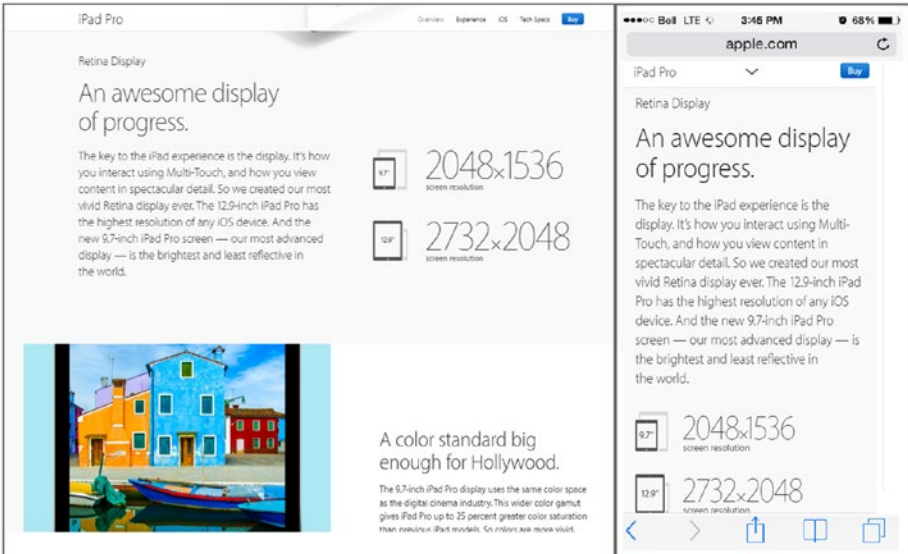 iPad Pro
Overview Experience iOS Tech Specs Buy
Retina Display
An awesome display
of progress.
The key to the iPad experience is the display. It's how
you interact using Multi-Touch, and how you view
content in spectacular detail. So we created our most
vivid Retina display ever. The 12.9-inch iPad Pro has
the highest resolution of any iOS device. And the
new 9.7-inch iPad Pro screen — our most advanced
display — is the brightest and least reflective in
the world.
9.7" 2048x1536
screen resolution
12.9" 2732x2048
screen resolution
A color standard big
enough for Hollywood.
The 9.7-inch iPad Pro display uses the same color space
as the digital cinema industry. This wider color gamut
gives iPad Pro up to 25 percent greater color saturation
than previous iPad models. So colors are more vivid,
Bell LTE 3:45 PM 68%
apple.com
iPad Pro Buy
Retina Display
An awesome display
of progress.
The key to the iPad experience is the
display. It's how you interact using Multi-
Touch, and how you view content in
spectacular detail. So we created our most
vivid Retina display ever. The 12.9-inch iPad
Pro has the highest resolution of any iOS
device. And the new 9.7-inch iPad Pro
screen — our most advanced display — is
the brightest and least reflective in
the world.
9.7" 2048x1536
screen resolution
12.9" 2732x2048
screen resolution